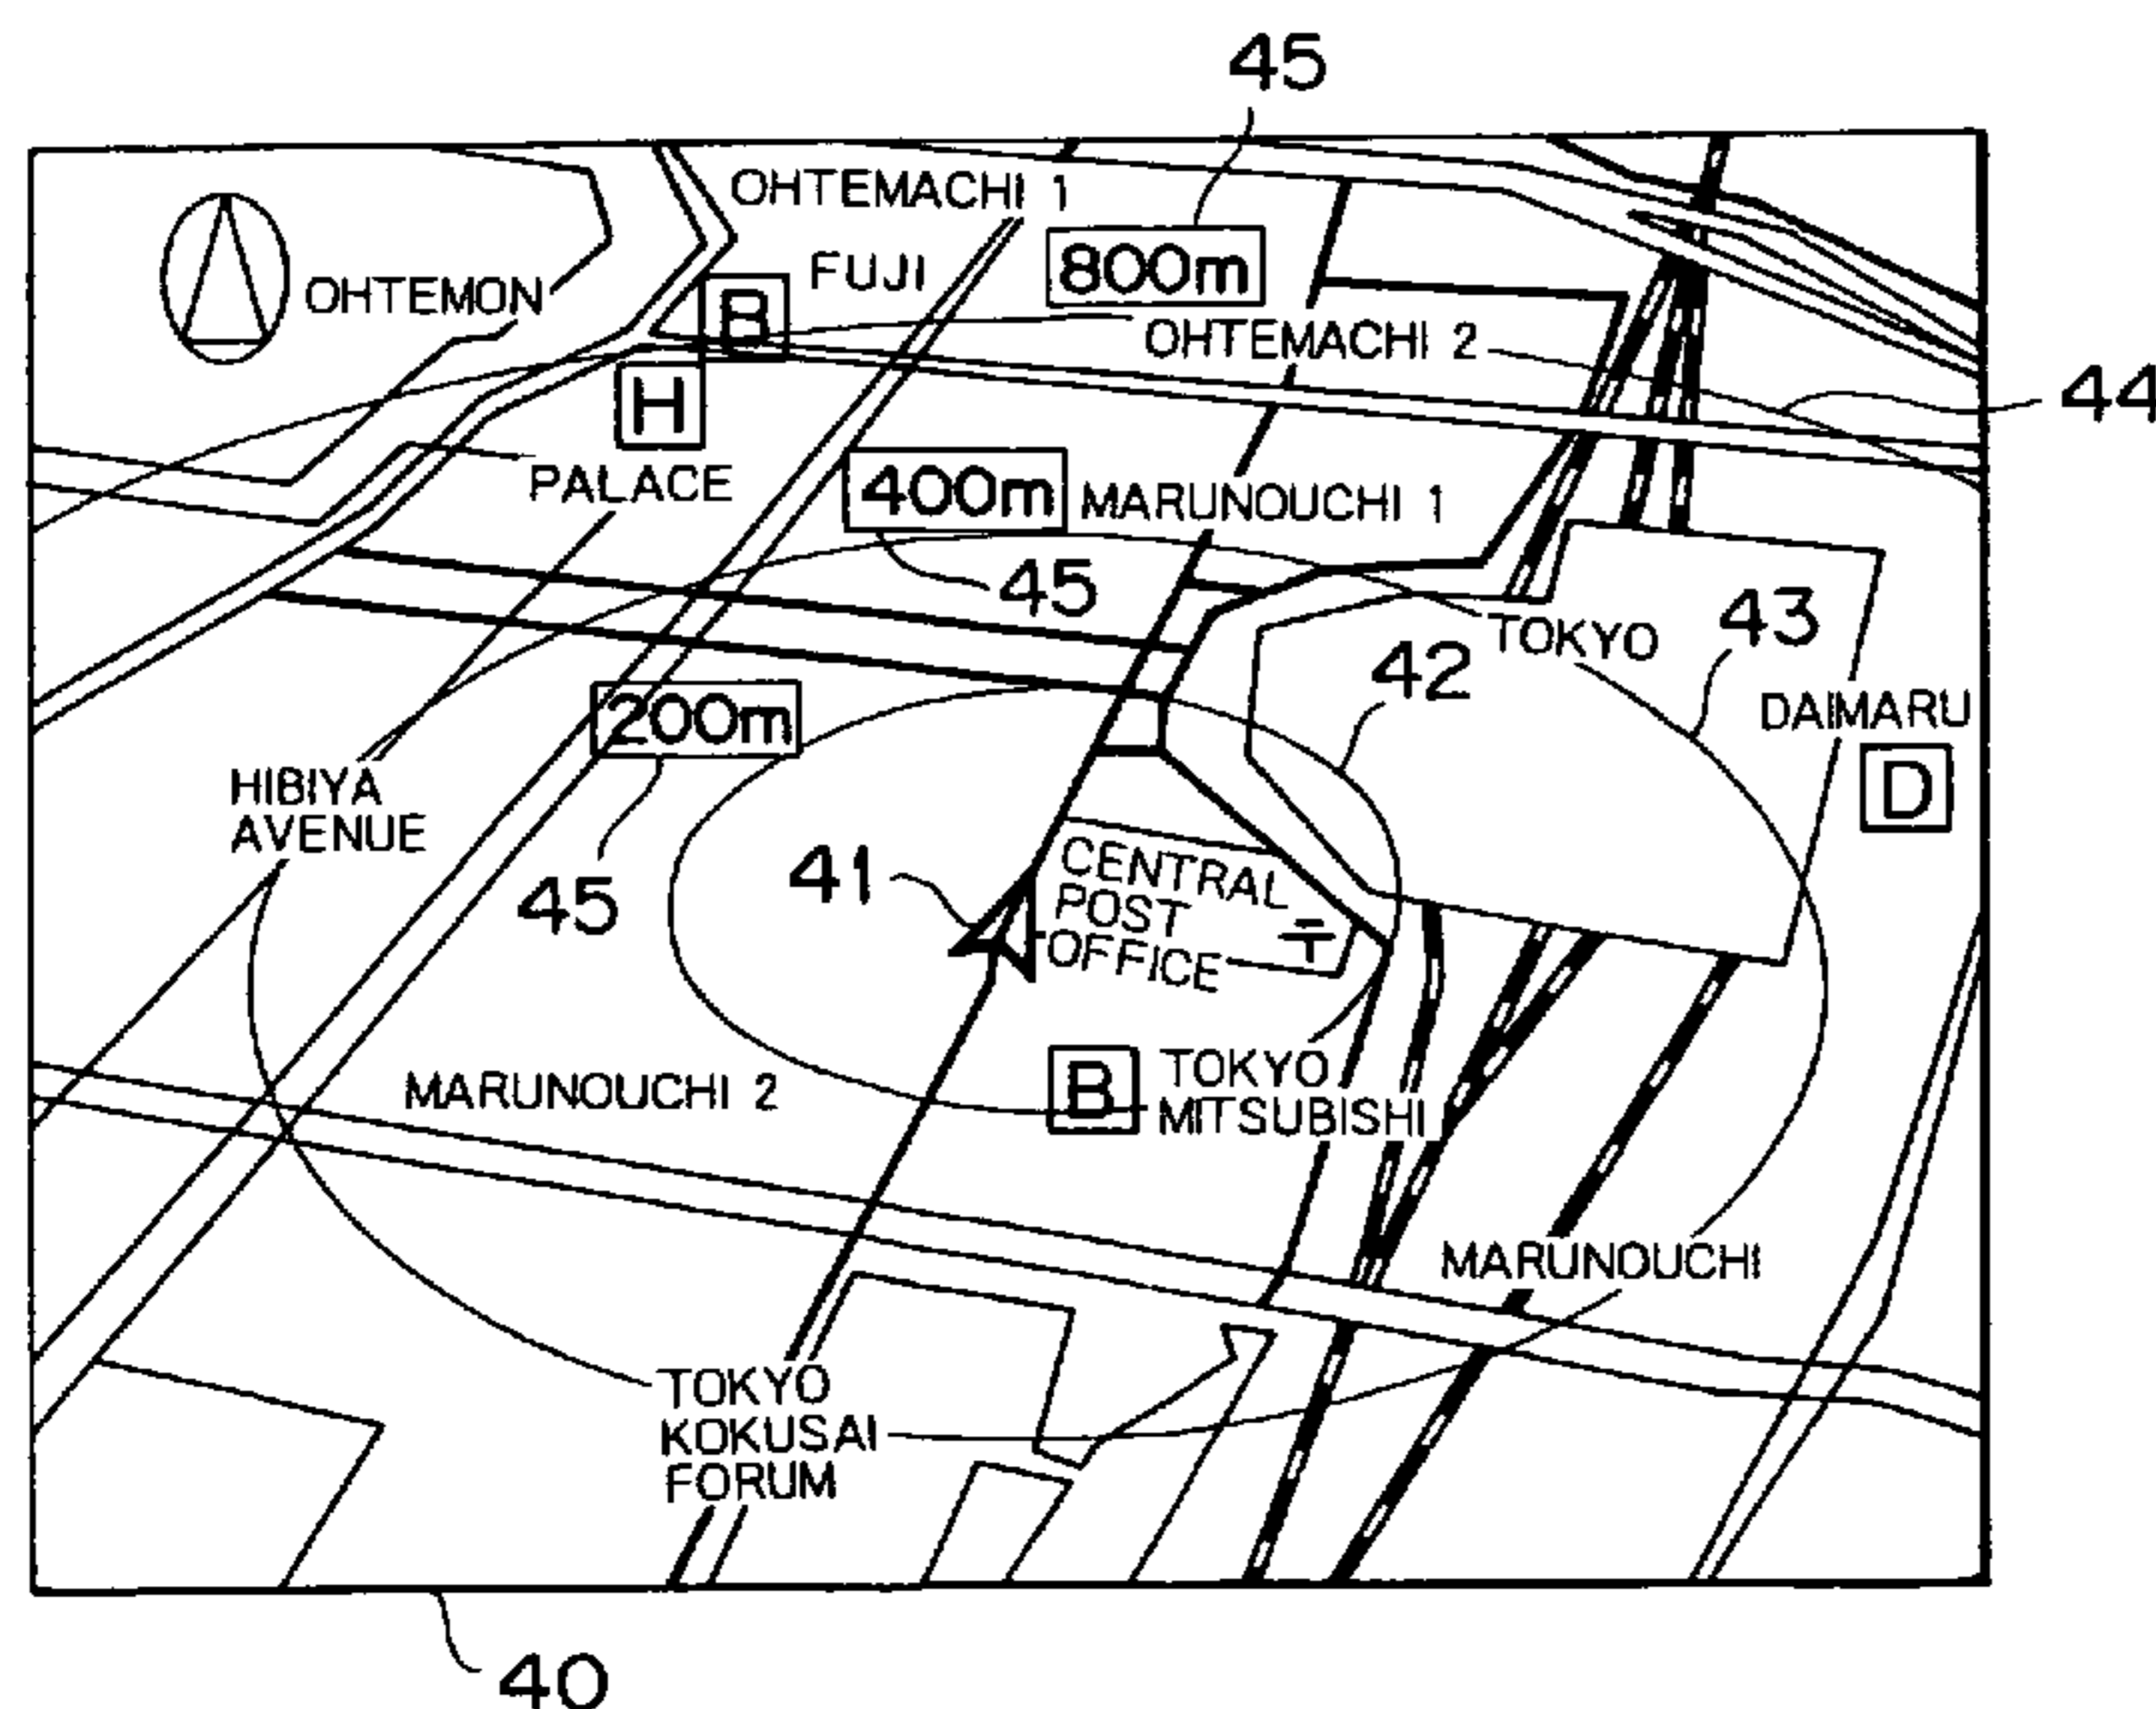 45
OHTEMACHI 1
FUJI
800m
OHTEMON
B
OHTEMACHI 2
H
44
PALACE
400m
MARUNOUCHI 1
45
TOKYO
43
42
200m
DAIMARU
D
HIBIYA
AVENUE
45
41
CENTRAL
POST
OFFICE
〒
B
TOKYO
MITSUBISHI
MARUNOUCHI 2
MARUNOUCHI
TOKYO
KOKUSAI
FORUM
40